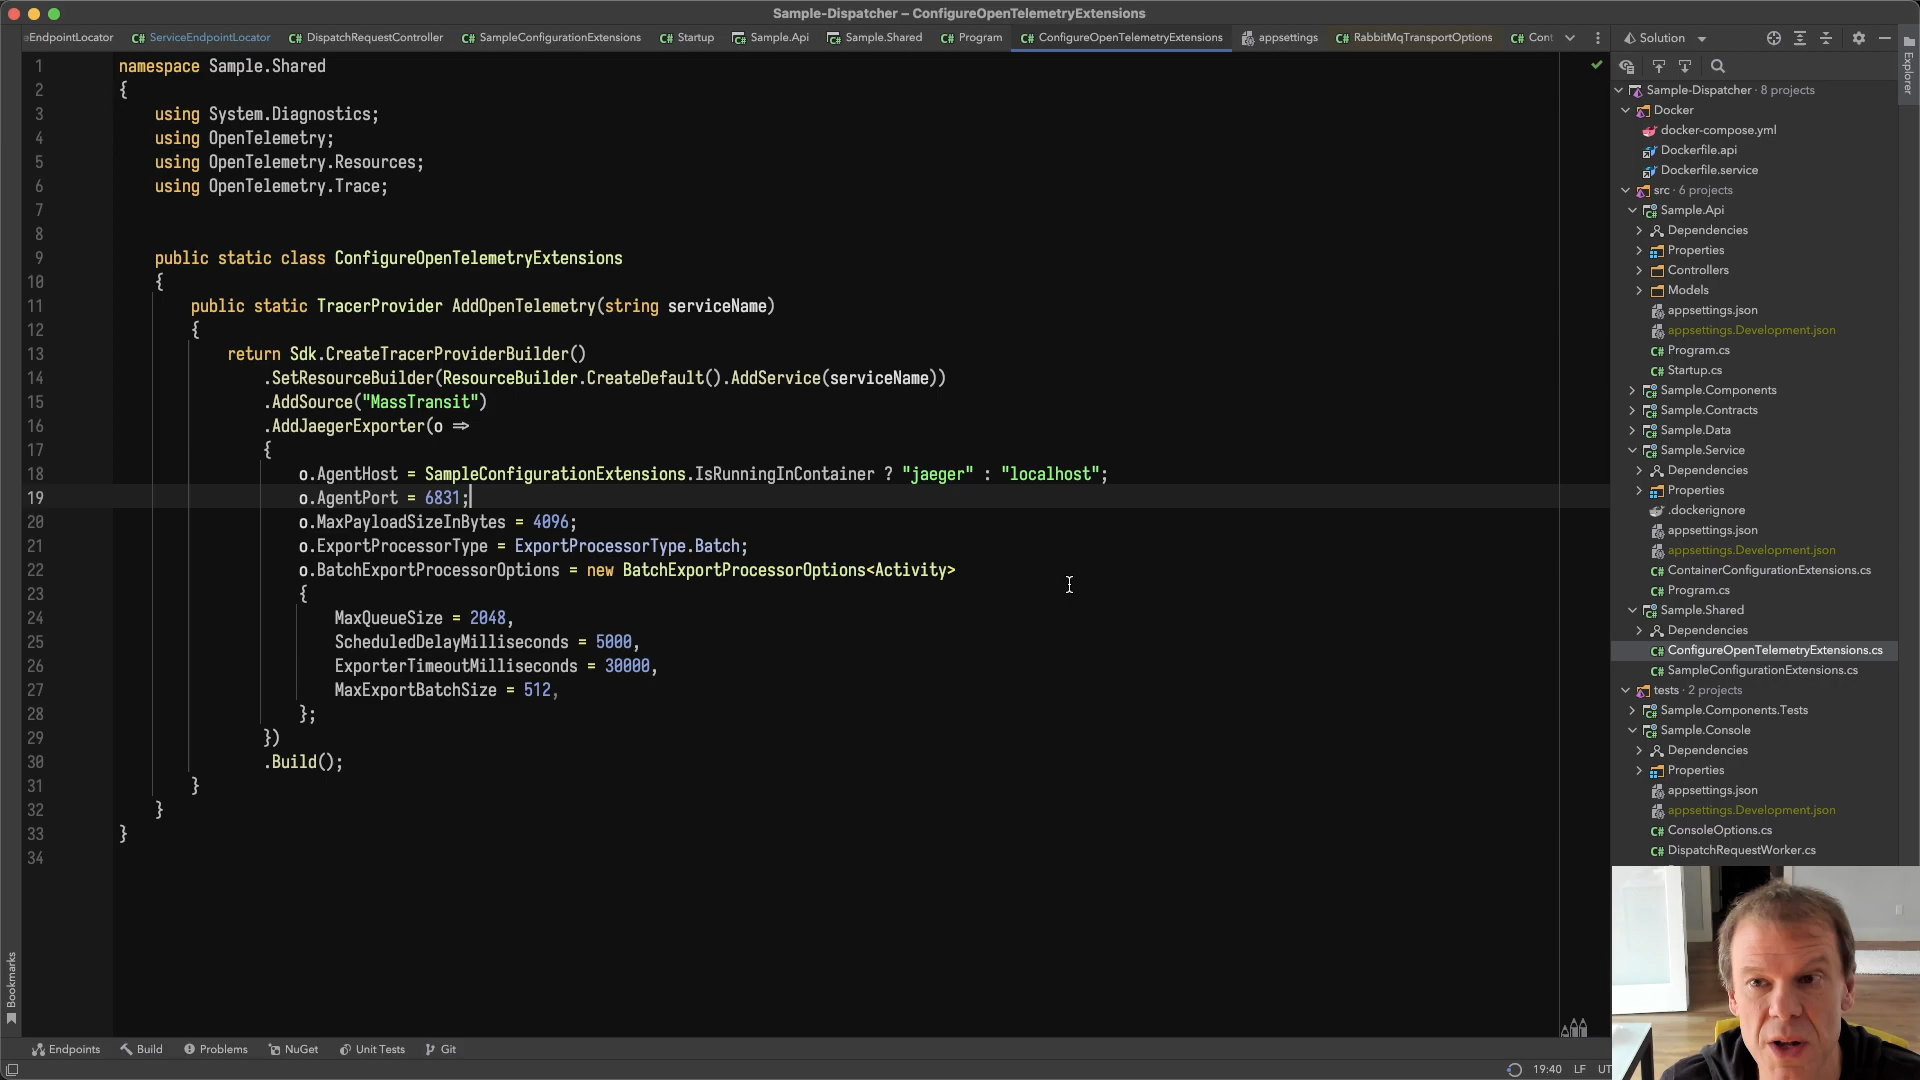 Sample-Dispatcher – ConfigureOpenTelemetryExtensions
EndpointLocator
C# ServiceEndpointLocator
C# DispatchRequestController
C# SampleConfigurationExtensions
C# Startup
Sample.Api
Sample.Shared
C# Program
C# ConfigureOpenTelemetryExtensions
appsettings
C# RabbitMqTransportOptions
C# Cont
Solution
1 namespace Sample.Shared
2 {
3 using System.Diagnostics;
4 using OpenTelemetry;
5 using OpenTelemetry.Resources;
6 using OpenTelemetry.Trace;
7
8
9 public static class ConfigureOpenTelemetryExtensions
10 {
11 public static TracerProvider AddOpenTelemetry(string serviceName)
12 {
13 return Sdk.CreateTracerProviderBuilder()
14 .SetResourceBuilder(ResourceBuilder.CreateDefault().AddService(serviceName))
15 .AddSource("MassTransit")
16 .AddJaegerExporter(o =>
17 {
18 o.AgentHost = SampleConfigurationExtensions.IsRunningInContainer ? "jaeger" : "localhost";
19 o.AgentPort = 6831;
20 o.MaxPayloadSizeInBytes = 4096;
21 o.ExportProcessorType = ExportProcessorType.Batch;
22 o.BatchExportProcessorOptions = new BatchExportProcessorOptions<Activity>
23 {
24 MaxQueueSize = 2048,
25 ScheduledDelayMilliseconds = 5000,
26 ExporterTimeoutMilliseconds = 30000,
27 MaxExportBatchSize = 512,
28 };
29 })
30 .Build();
31 }
32 }
33 }
34
Sample-Dispatcher · 8 projects
Docker
docker-compose.yml
Dockerfile.api
Dockerfile.service
src · 6 projects
Sample.Api
Dependencies
Properties
Controllers
Models
appsettings.json
appsettings.Development.json
C# Program.cs
C# Startup.cs
Sample.Components
Sample.Contracts
Sample.Data
Sample.Service
Dependencies
Properties
.dockerignore
appsettings.json
appsettings.Development.json
C# ContainerConfigurationExtensions.cs
C# Program.cs
Sample.Shared
Dependencies
C# ConfigureOpenTelemetryExtensions.cs
C# SampleConfigurationExtensions.cs
tests · 2 projects
Sample.Components.Tests
Sample.Console
Dependencies
Properties
appsettings.json
appsettings.Development.json
C# ConsoleOptions.cs
C# DispatchRequestWorker.cs
Explorer
Bookmarks
Endpoints
Build
Problems
NuGet
Unit Tests
Git
19:40
LF
UT